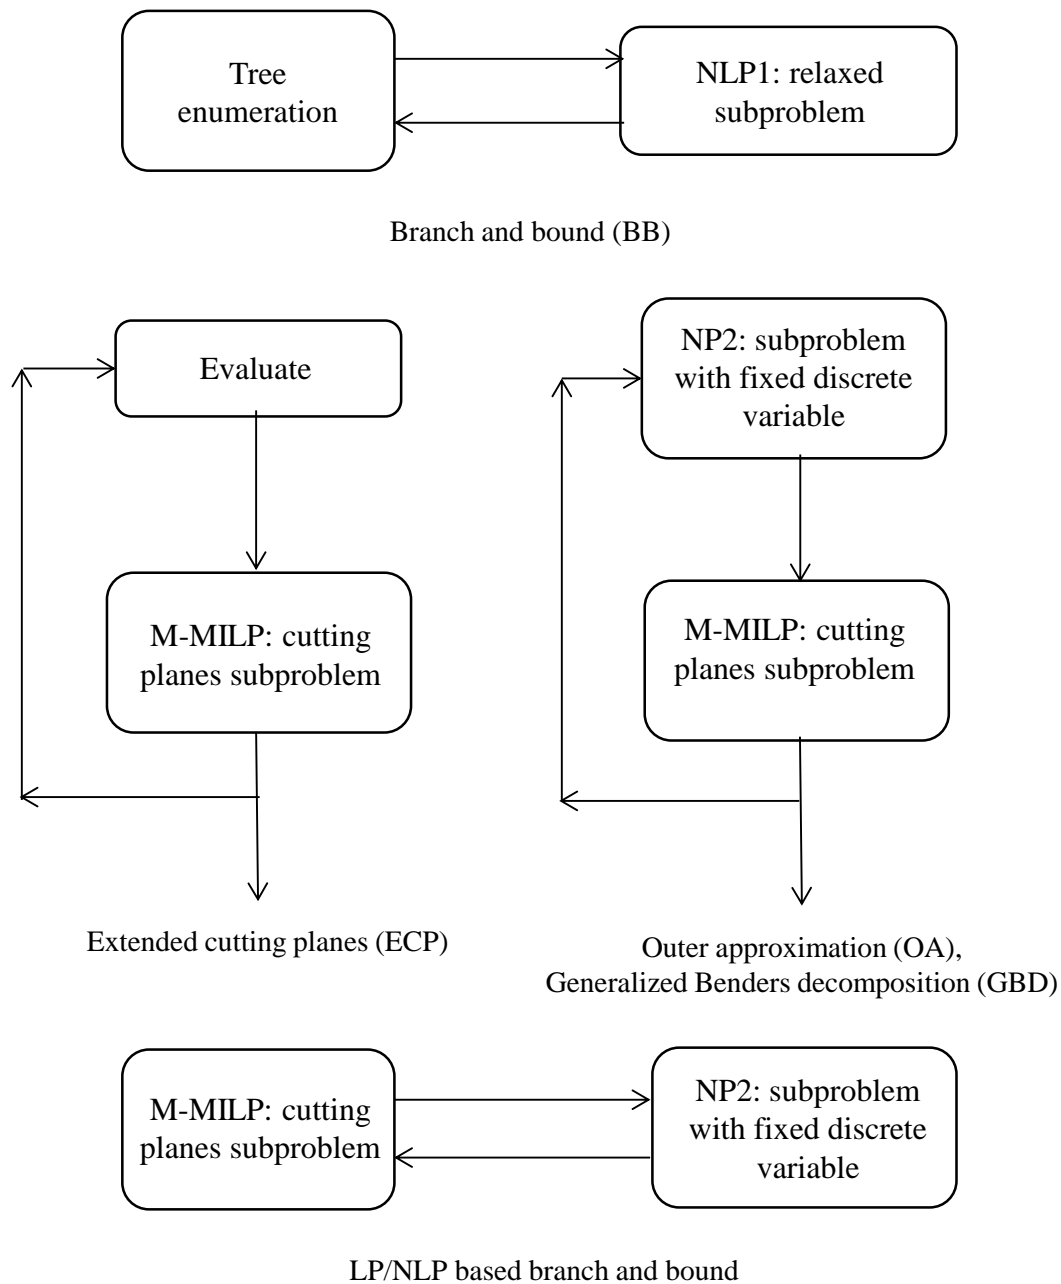 Tree
enumeration
NLP1: relaxed
subproblem
Branch and bound (BB)
Evaluate
M-MILP: cutting
planes subproblem
Extended cutting planes (ECP)
NP2: subproblem
with fixed discrete
variable
M-MILP: cutting
planes subproblem
Outer approximation (OA),
Generalized Benders decomposition (GBD)
M-MILP: cutting
planes subproblem
NP2: subproblem
with fixed discrete
variable
LP/NLP based branch and bound